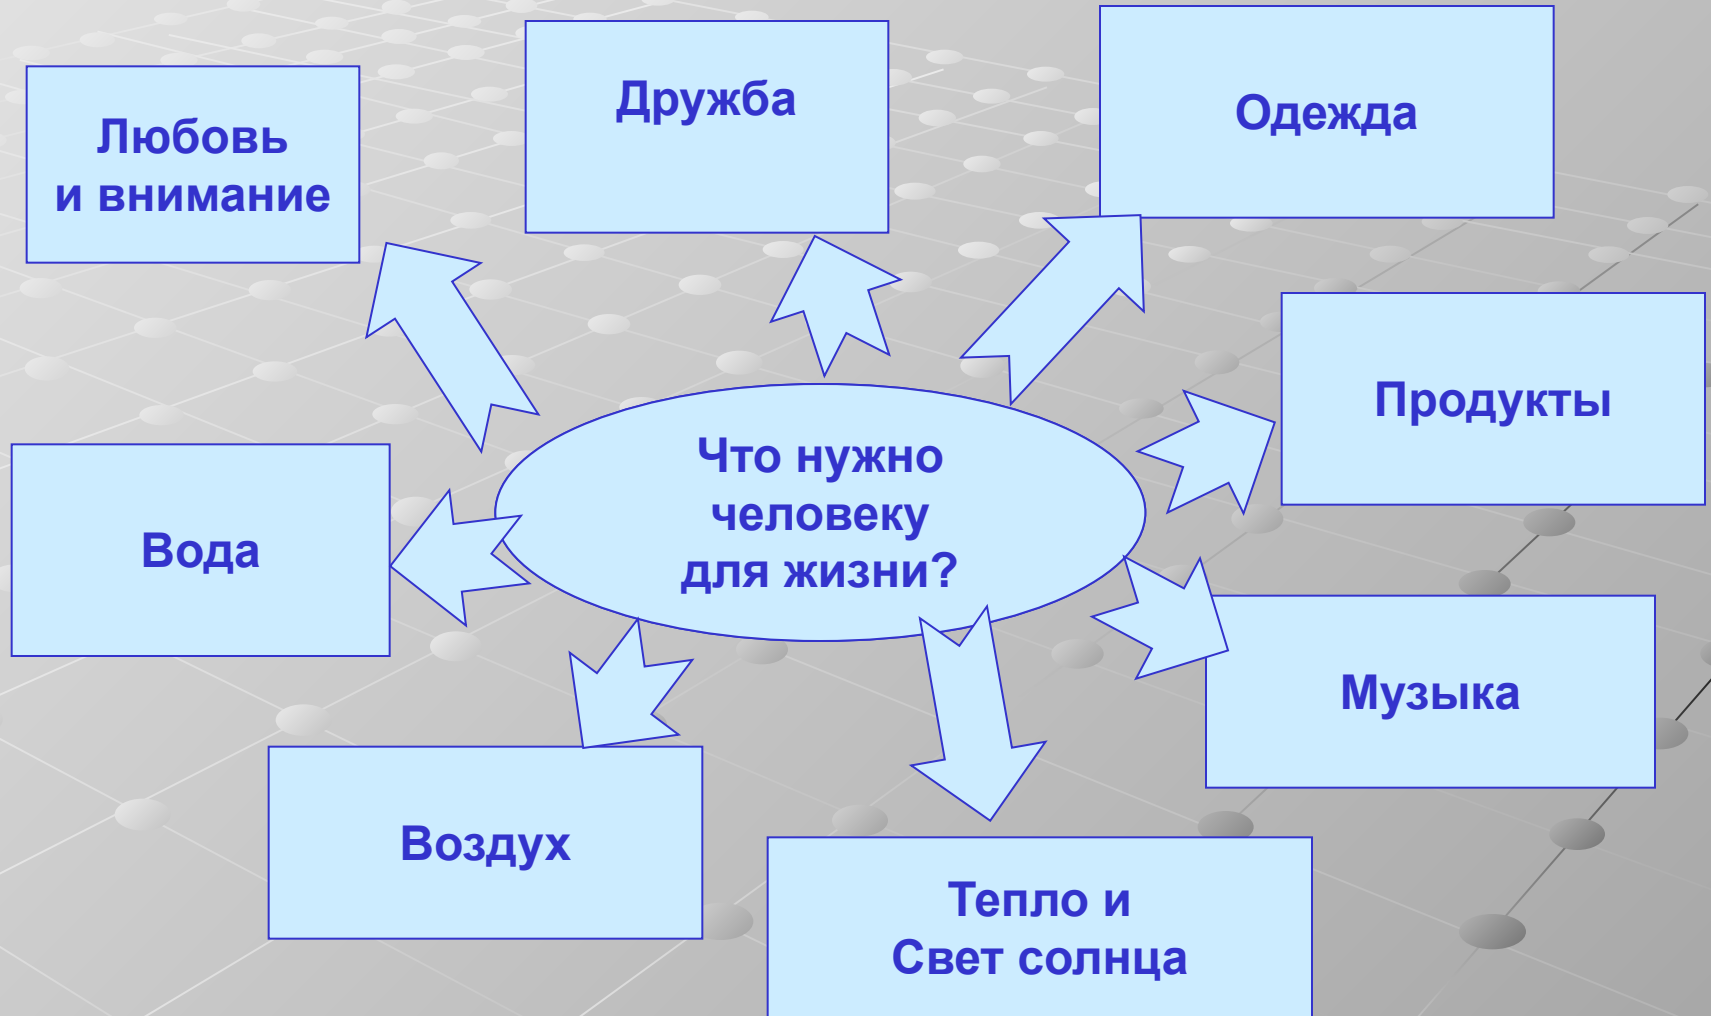 Любовь
и внимание
Дружба
Одежда
Продукты
Что нужно
человеку
для жизни?
Вода
Музыка
Воздух
Тепло и
Свет солнца